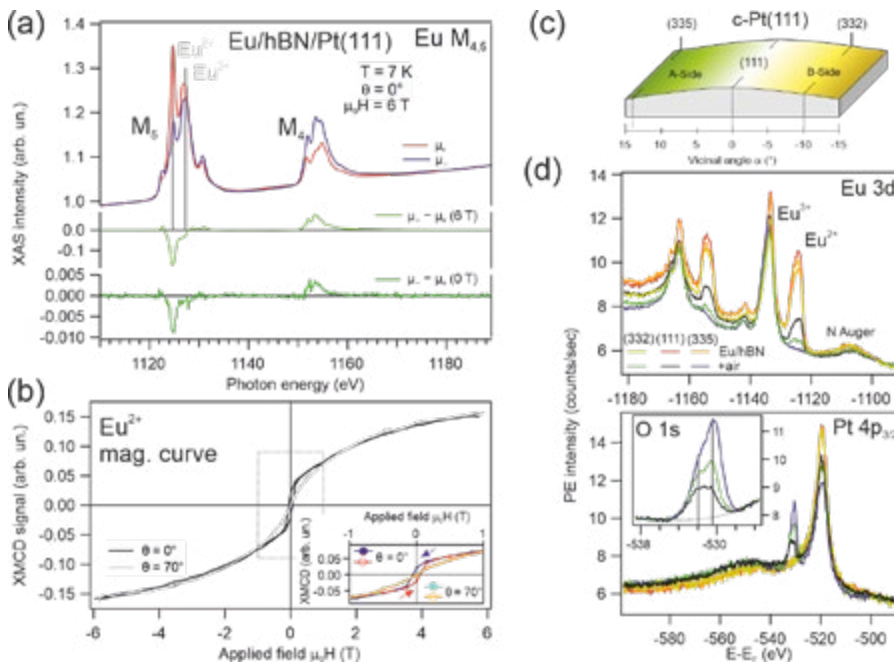 (a)
Eu/hBN/Pt(111)
Eu M4,5
Eu2+
Eu3+
T = 7 K
θ = 0°
μ0H = 6 T
M5
M4
1.4
1.3
1.2
1.1
1.0
0.0
-0.1
(6 T)
0.005
0.000
-0.005
-0.010
(0 T)
XAS intensity (arb. un.)
1120
1140
1160
1180
Photon energy (eV)
(b)
Eu2+
mag. curve
0.15
0.10
0.05
0.00
-0.05
-0.10
-0.15
XMCD signal (arb. un.)
θ = 0°
θ = 70°
-6
-4
-2
0
2
4
6
Applied field μ0H (T)
Applied field μ0H (T)
-1
0
1
0.05
0.00
-0.05
XMCD (arb. un.)
θ = 0°
θ = 70°
(c)
c-Pt(111)
(335)
(332)
(111)
A-Side
B-Side
15
10
5
0
-5
-10
-15
Vicinal angle α (°)
(d)
Eu 3d
Eu3+
Eu2+
N Auger
14
12
10
8
6
(332) (111) (335)
Eu/hBN
+air
-1180
-1160
-1140
-1120
-1100
PE intensity (counts/sec)
O 1s
Pt 4p3/2
11
10
9
8
-538
-530
14
12
10
8
6
-580
-560
-540
-520
-500
(eV)